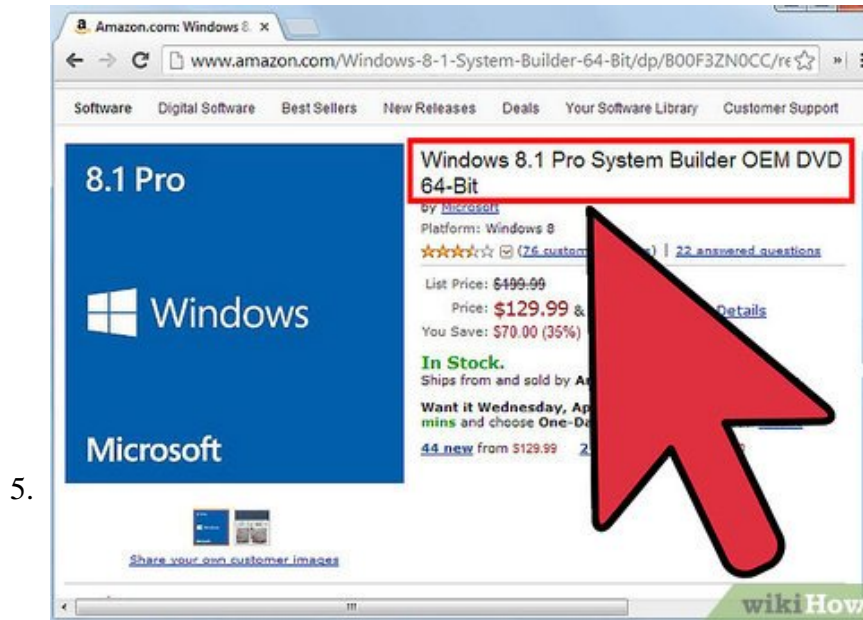 Amazon.com: Windows 8.
www.amazon.com/Windows-8-1-System-Builder-64-Bit/dp/B00F3ZN0CC/re
Software Digital Software Best Sellers New Releases Deals Your Software Library Customer Support
8.1 Pro
Windows
Microsoft
Windows 8.1 Pro System Builder OEM DVD
64-Bit
by Microsoft
Platform: Windows 8
(76 | 22 answered questions
List Price: $199.99
Price: $129.99 & Details
You Save: $70.00 (35%)
In Stock.
Ships from and sold by
Want it Wednesday,
mins and choose
44 new from $129.99 2
5.
Share your own customer images
wikiHow